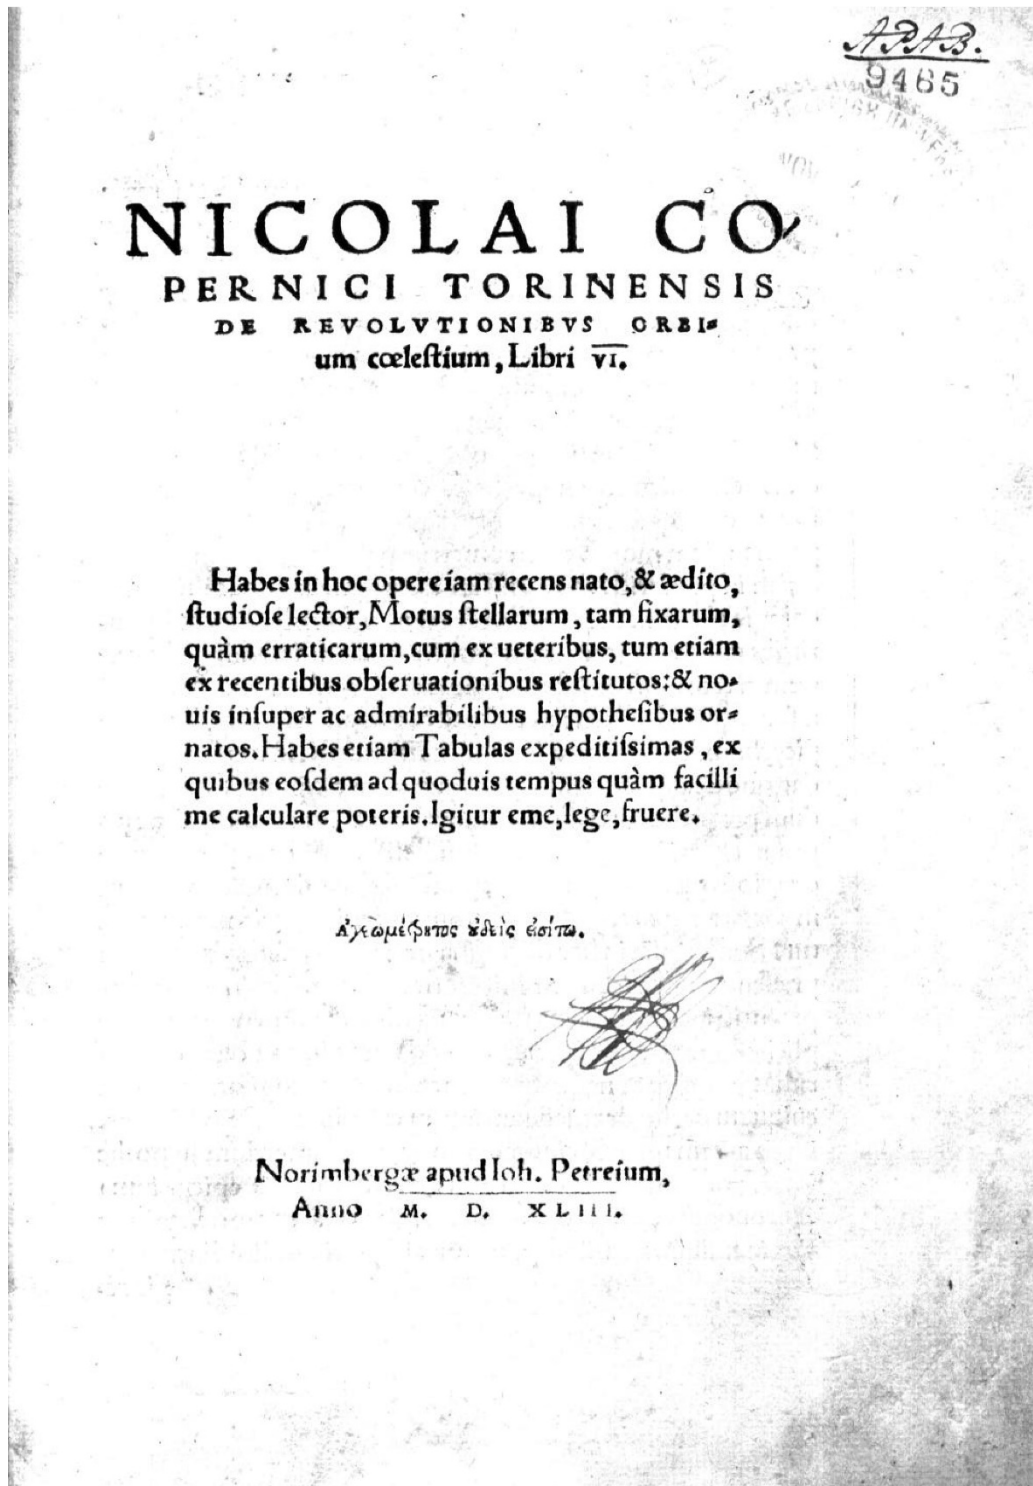 APAB.
9465
NICOLAI CO-
PERNICI TORINENSIS
DE REVOLVTIONIBVS ORBI-
um cœleſtium, Libri VI.
Habes in hoc opere iam recens nato, & ædito,
ſtudioſe lector, Motus ſtellarum, tam fixarum,
quàm erraticarum, cum ex ueteribus, tum etiam
ex recentibus obſeruationibus reſtitutos: & no-
uis inſuper ac admirabilibus hypotheſibus or-
natos. Habes etiam Tabulas expeditiſsimas, ex
quibus eoſdem ad quoduis tempus quàm facilli
me calculare poteris. Igitur eme, lege, fruere.
Ἀγεωμέτρητος ȣ̓δεὶς εἰσίτω.
Norimbergæ apud Ioh. Petreium,
Anno M. D. XLIII.